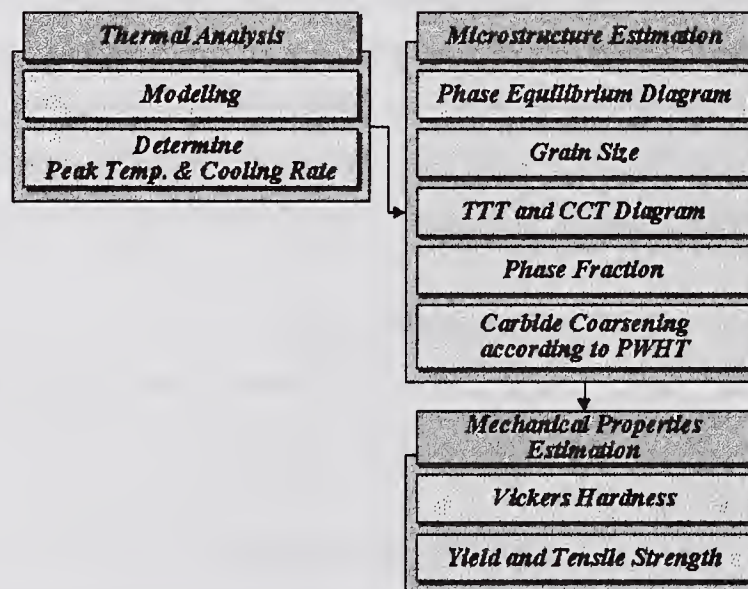 Thermal Analysis
Modeling
Determine
Peak Temp. & Cooling Rate
Microstructure Estimation
Phase Equilibrium Diagram
Grain Size
TTT and CCT Diagram
Phase Fraction
Carbide Coarsening
according to PWHT
Mechanical Properties
Estimation
Vickers Hardness
Yield and Tensile Strength